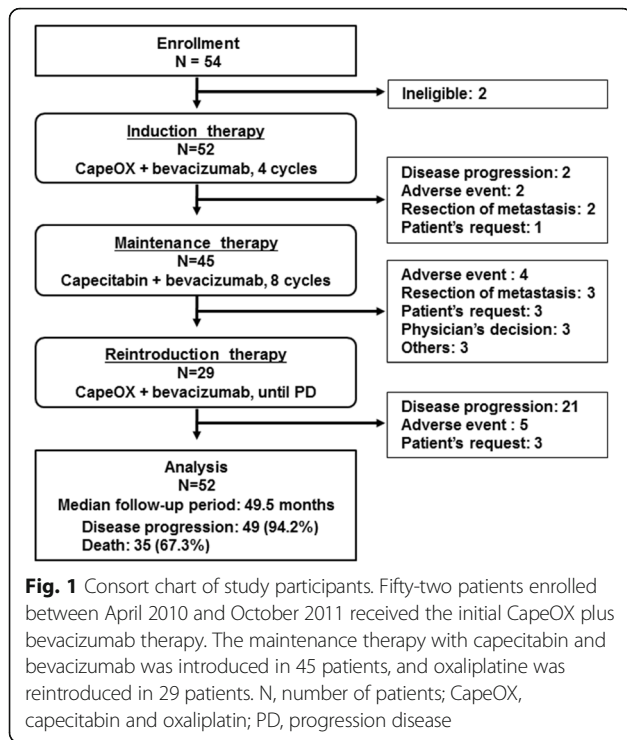 Enrollment
N = 54
Ineligible: 2
Induction therapy
N=52
CapeOX + bevacizumab, 4 cycles
Disease progression: 2
Adverse event: 2
Resection of metastasis: 2
Patient's request: 1
Maintenance therapy
N=45
Capecitabin + bevacizumab, 8 cycles
Adverse event : 4
Resection of metastasis: 3
Patient's request: 3
Physician's decision: 3
Others: 3
Reintroduction therapy
N=29
CapeOX + bevacizumab, until PD
Disease progression: 21
Adverse event : 5
Patient's request: 3
Analysis
N=52
Median follow-up period: 49.5 months
Disease progression: 49 (94.2%)
Death: 35 (67.3%)
Fig. 1 Consort chart of study participants. Fifty-two patients enrolled
between April 2010 and October 2011 received the initial CapeOX plus
bevacizumab therapy. The maintenance therapy with capecitabin and
bevacizumab was introduced in 45 patients, and oxaliplatine was
reintroduced in 29 patients. N, number of patients; CapeOX,
capecitabin and oxaliplatin; PD, progression disease